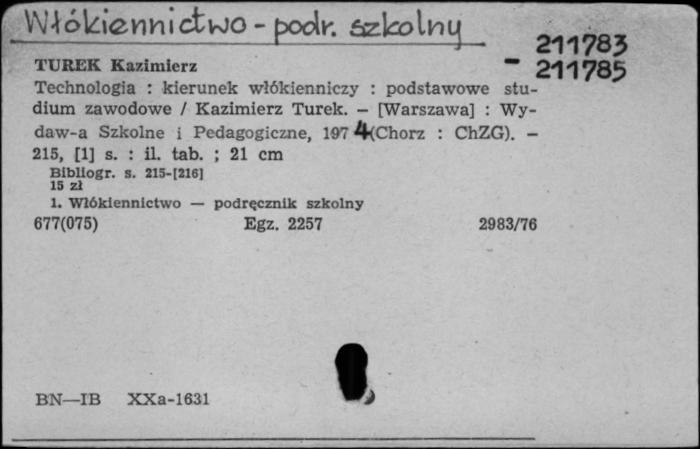 Włókiennictwo - podr. szkolny
211783
- 211785
TUREK Kazimierz
Technologia : kierunek włókienniczy : podstawowe stu-
dium zawodowe / Kazimierz Turek. — [Warszawa] : Wy-
daw-a Szkolne i Pedagogiczne, 1974 (Chorz : ChZG). —
215, [1] s. : il. tab. ; 21 cm
Bibliogr. s. 215-[216]
15 zł
1. Włókiennictwo — podręcznik szkolny
677(075) Egz. 2257 2983/76
BN—IB XXa-1631